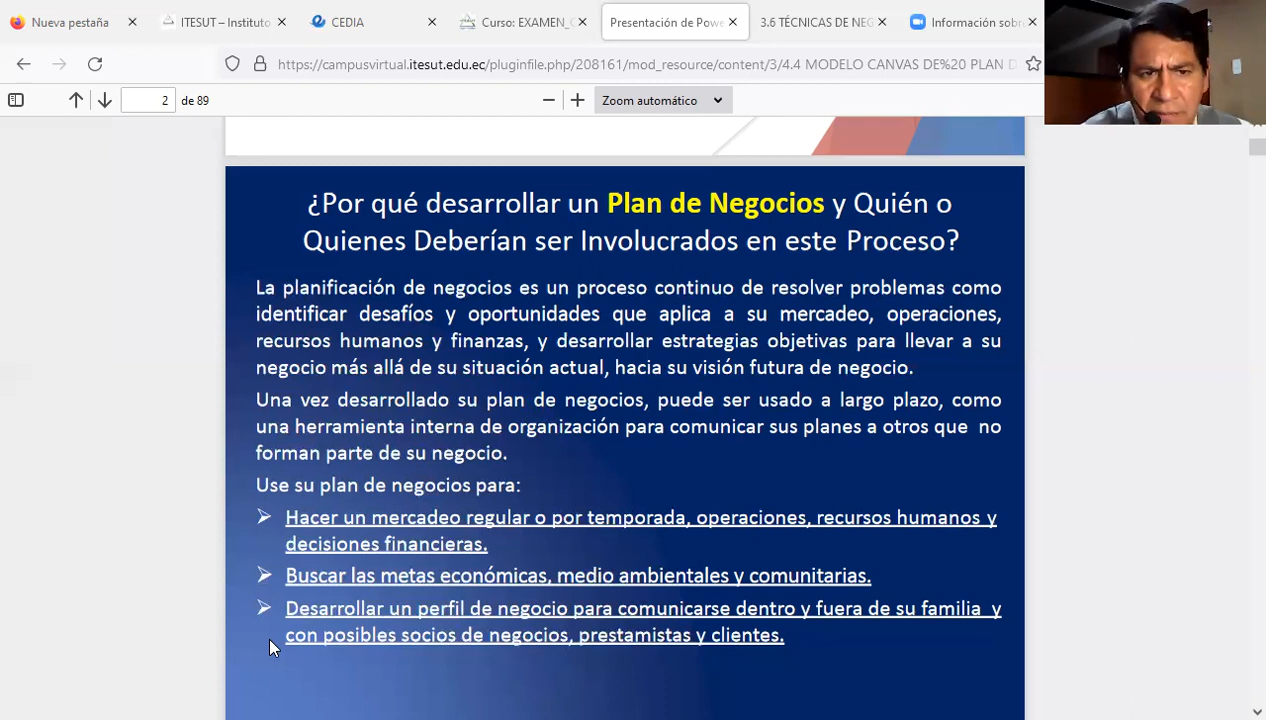 Nueva pestaña
ITESUT – Instituto
CEDIA
Curso: EXAMEN_C
Presentación de Powe
3.6 TÉCNICAS DE NEG
Información sobr
https://campusvirtual.itesut.edu.ec/pluginfile.php/208161/mod_resource/content/3/4.4 MODELO CANVAS DE%20 PLAN D
2 de 89
Zoom automático
¿Por qué desarrollar un Plan de Negocios y Quién o
Quienes Deberían ser Involucrados en este Proceso?
La planificación de negocios es un proceso continuo de resolver problemas como
identificar desafíos y oportunidades que aplica a su mercadeo, operaciones,
recursos humanos y finanzas, y desarrollar estrategias objetivas para llevar a su
negocio más allá de su situación actual, hacia su visión futura de negocio.
Una vez desarrollado su plan de negocios, puede ser usado a largo plazo, como
una herramienta interna de organización para comunicar sus planes a otros que no
forman parte de su negocio.
Use su plan de negocios para:
Hacer un mercadeo regular o por temporada, operaciones, recursos humanos y
decisiones financieras.
Buscar las metas económicas, medio ambientales y comunitarias.
Desarrollar un perfil de negocio para comunicarse dentro y fuera de su familia y
con posibles socios de negocios, prestamistas y clientes.